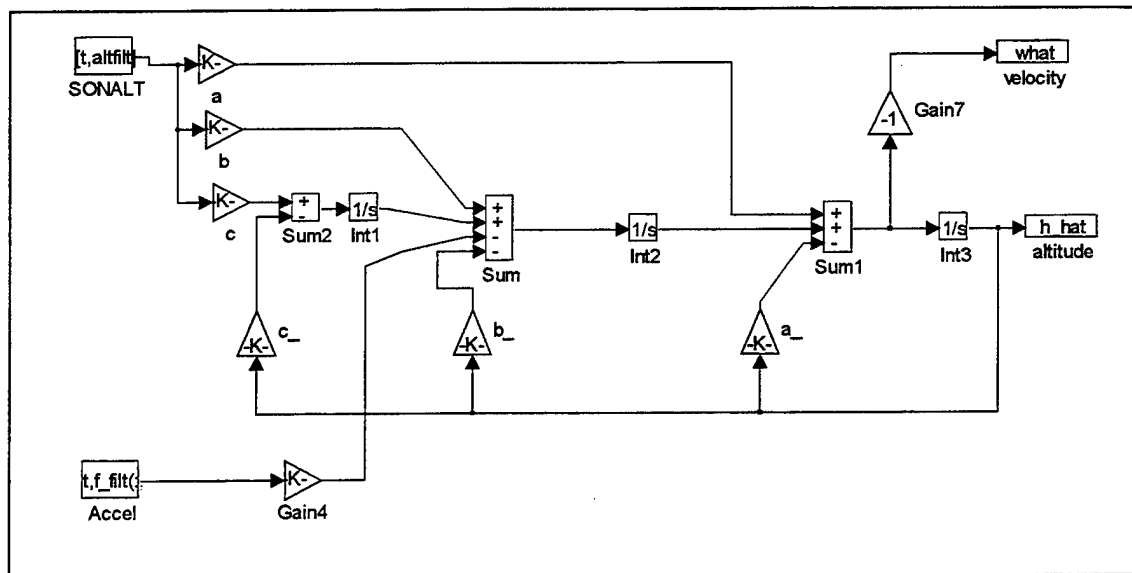 [t,altfilt]
SONALT
K-
a
K-
b
K-
c
+
-
Sum2
1/s
Int1
+
+
-
-
Sum
1/s
Int2
+
+
-
Sum1
-1
Gain7
what
velocity
1/s
Int3
h_hat
altitude
-K-
c_
-K-
b_
-K-
a_
t,f_filt(:
Accel
K-
Gain4